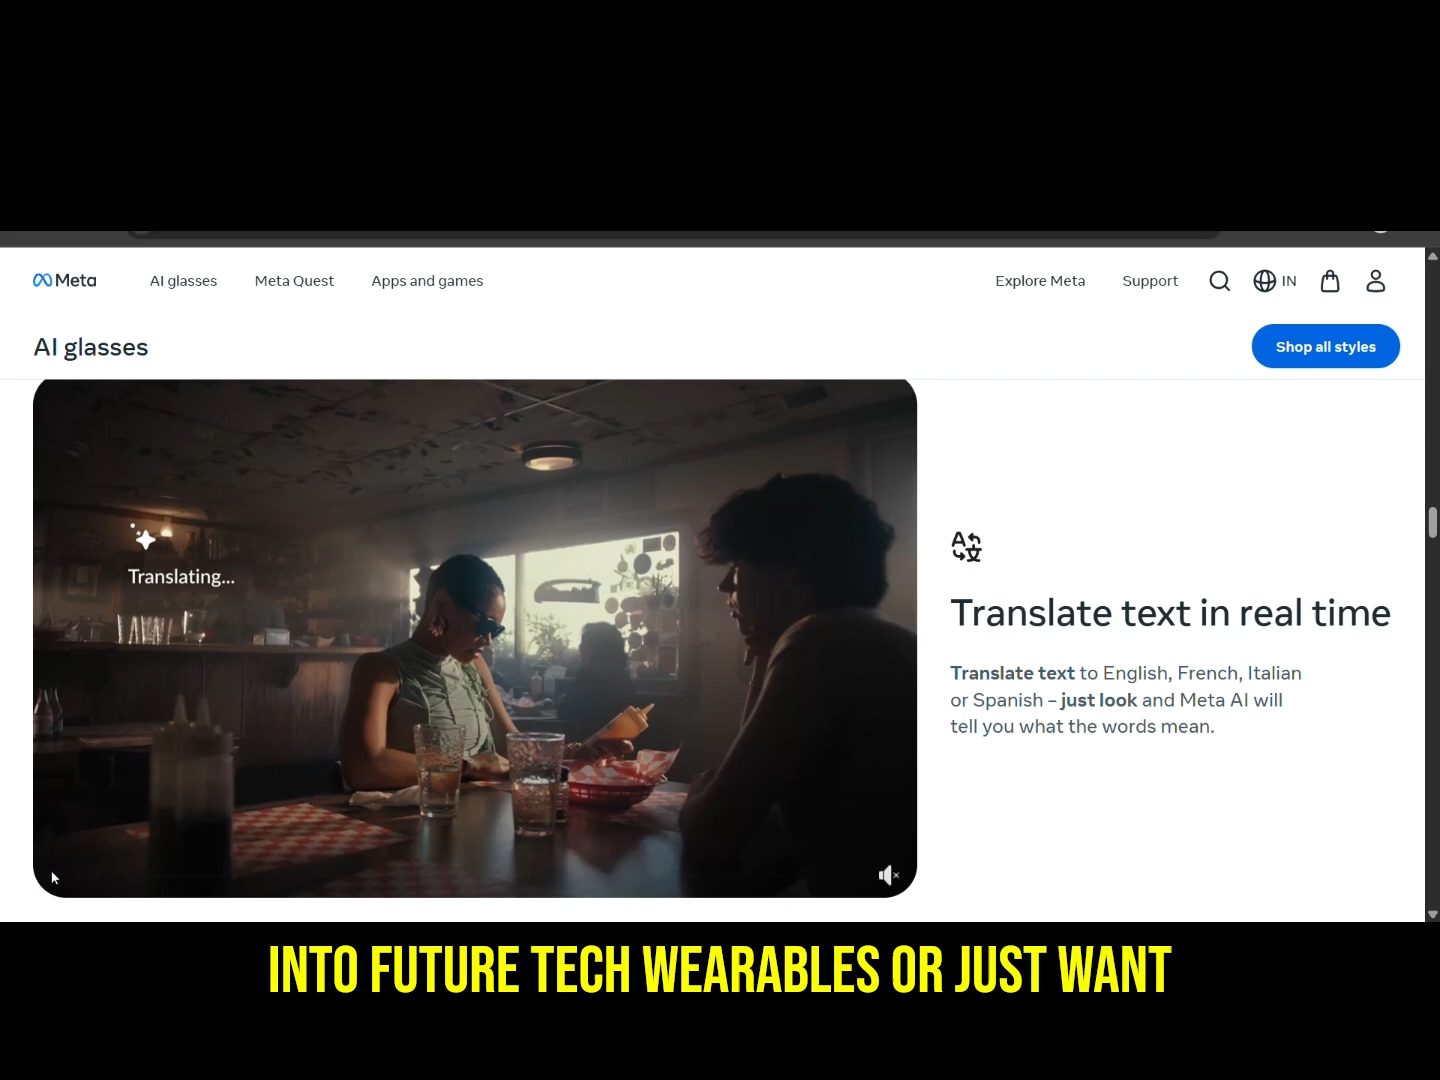 Meta
AI glasses
Meta Quest
Apps and games
Explore Meta
Support
IN
AI glasses
Shop all styles
Translating...
Translate text in real time
Translate text to English, French, Italian
or Spanish – just look and Meta AI will
tell you what the words mean.
INTO FUTURE TECH WEARABLES OR JUST WANT